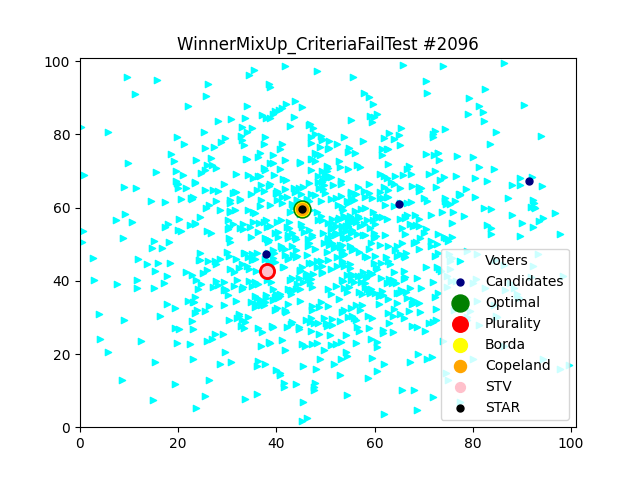 WinnerMixUp_CriteriaFailTest #2096
100
80
60
40
20
0
0 20 40 60 80 100
Voters
Candidates
Optimal
Plurality
Borda
Copeland
STV
STAR